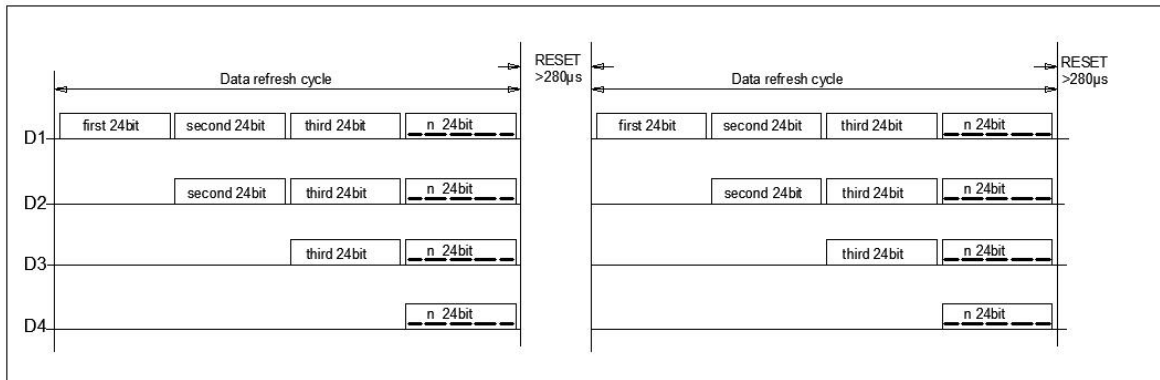 RESET
>280μs
RESET
>280μs
Data refresh cycle
Data refresh cycle
D1 first 24bit second 24bit third 24bit n 24bit first 24bit second 24bit third 24bit n 24bit
D2 second 24bit third 24bit n 24bit second 24bit third 24bit n 24bit
D3 third 24bit n 24bit third 24bit n 24bit
D4 n 24bit n 24bit